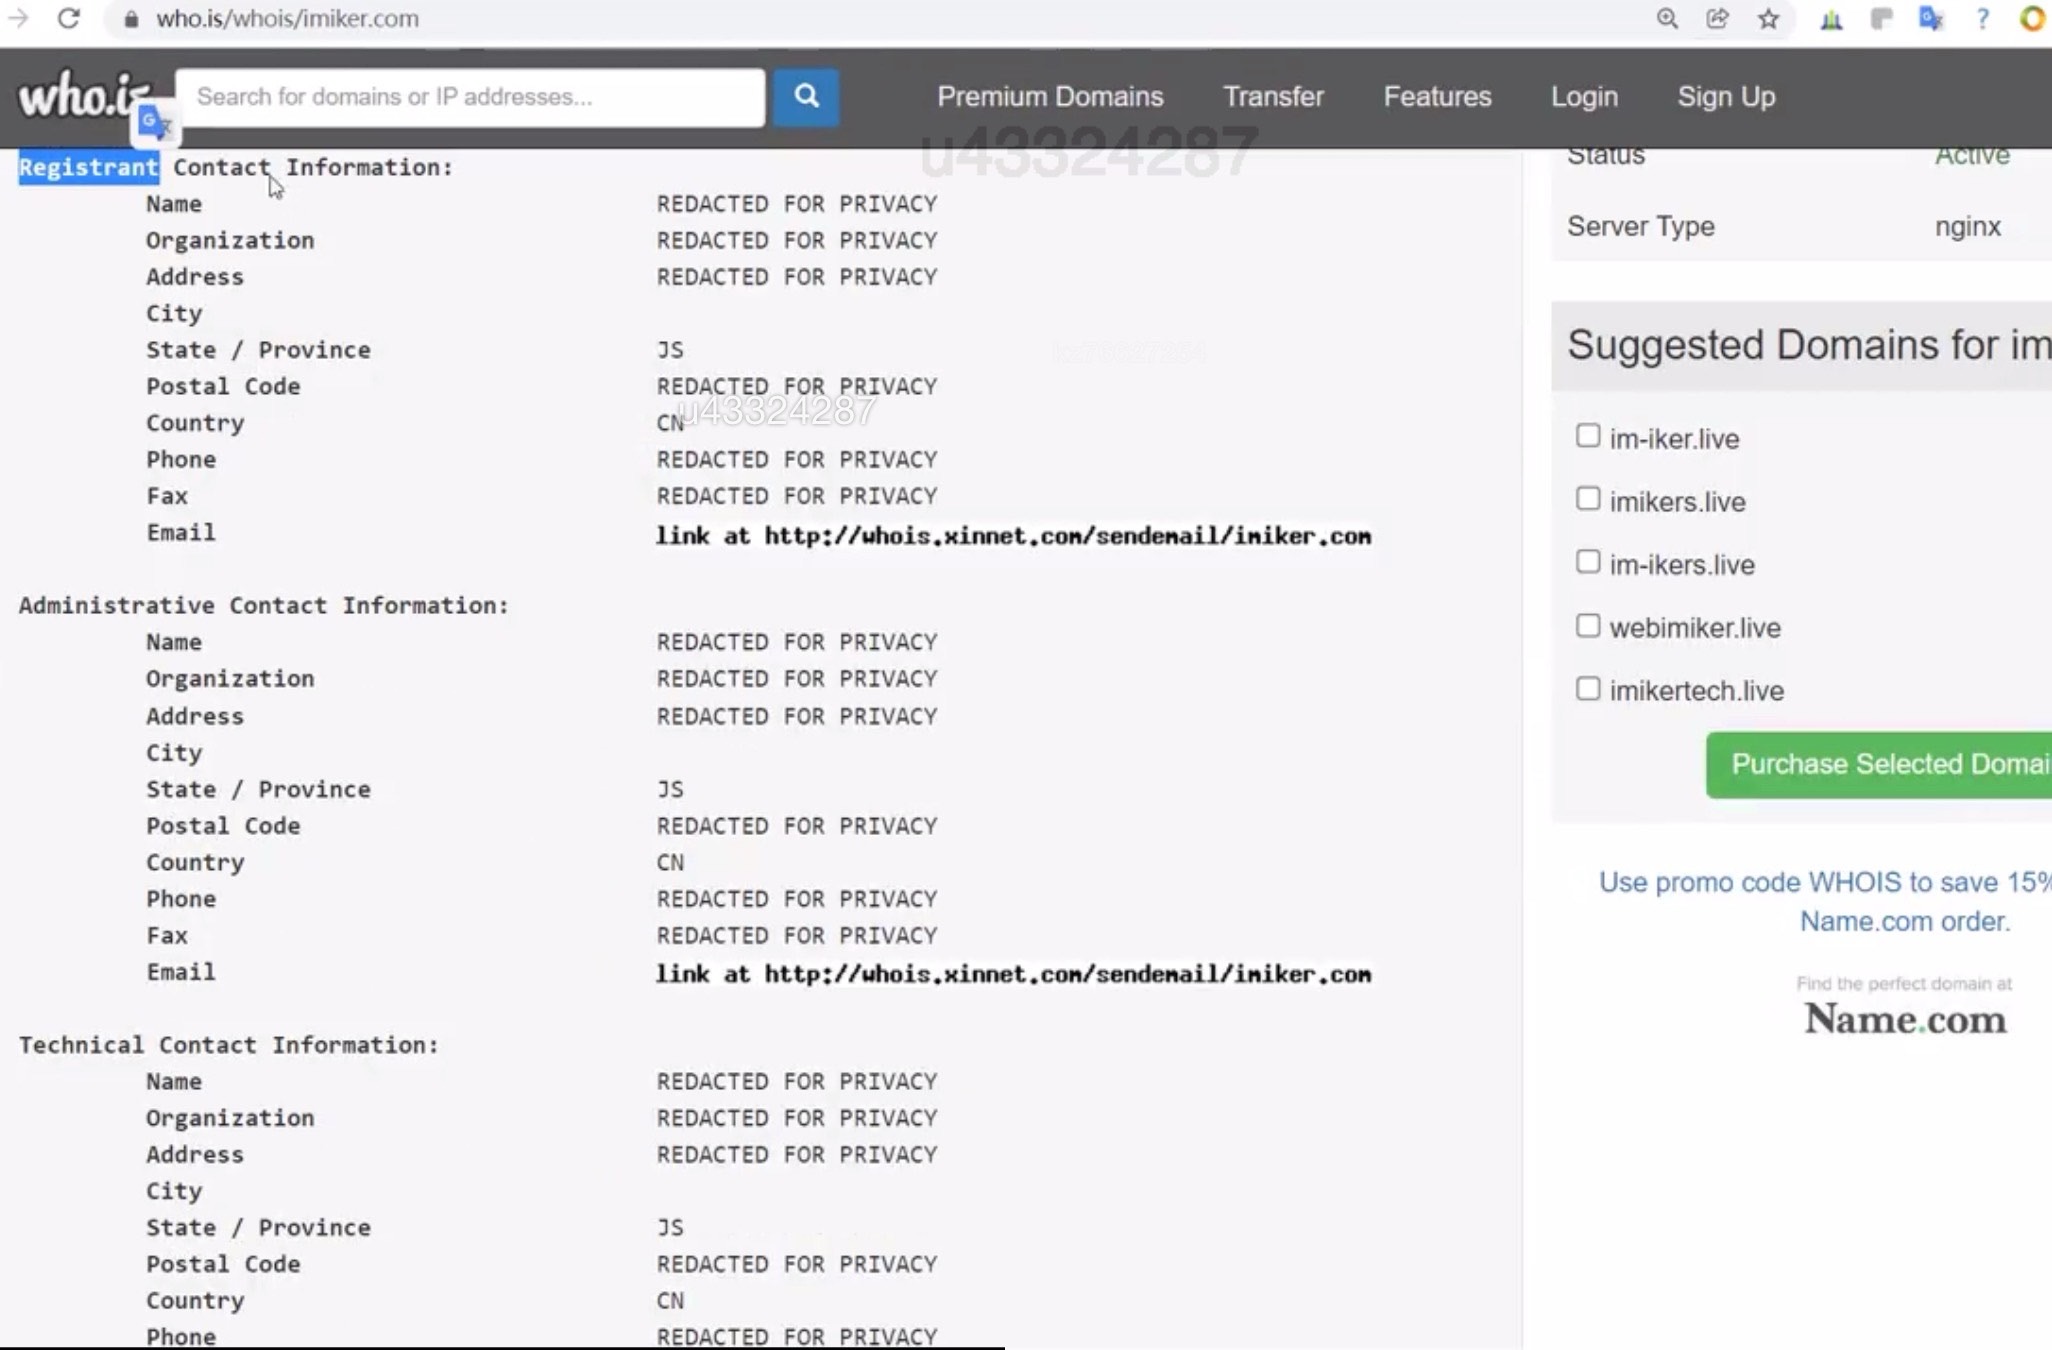 who.is/whois/imiker.com
who.is
Search for domains or IP addresses...
Premium Domains Transfer Features Login Sign Up
u43324287
Registrant Contact Information:
Name REDACTED FOR PRIVACY
Organization REDACTED FOR PRIVACY
Address REDACTED FOR PRIVACY
City
State / Province JS
Postal Code REDACTED FOR PRIVACY
u43324287
Country CN
Phone REDACTED FOR PRIVACY
Fax REDACTED FOR PRIVACY
Email link at http://whois.xinnet.com/sendemail/imiker.com
Administrative Contact Information:
Name REDACTED FOR PRIVACY
Organization REDACTED FOR PRIVACY
Address REDACTED FOR PRIVACY
City
State / Province JS
Postal Code REDACTED FOR PRIVACY
Country CN
Phone REDACTED FOR PRIVACY
Fax REDACTED FOR PRIVACY
Email link at http://whois.xinnet.com/sendemail/imiker.com
Technical Contact Information:
Name REDACTED FOR PRIVACY
Organization REDACTED FOR PRIVACY
Address REDACTED FOR PRIVACY
City
State / Province JS
Postal Code REDACTED FOR PRIVACY
Country CN
Phone REDACTED FOR PRIVACY
Status Active
Server Type nginx
Suggested Domains for im
im-iker.live
imikers.live
im-ikers.live
webimiker.live
imikertech.live
Purchase Selected Domai
Use promo code WHOIS to save 15%
Name.com order.
Find the perfect domain at
Name.com